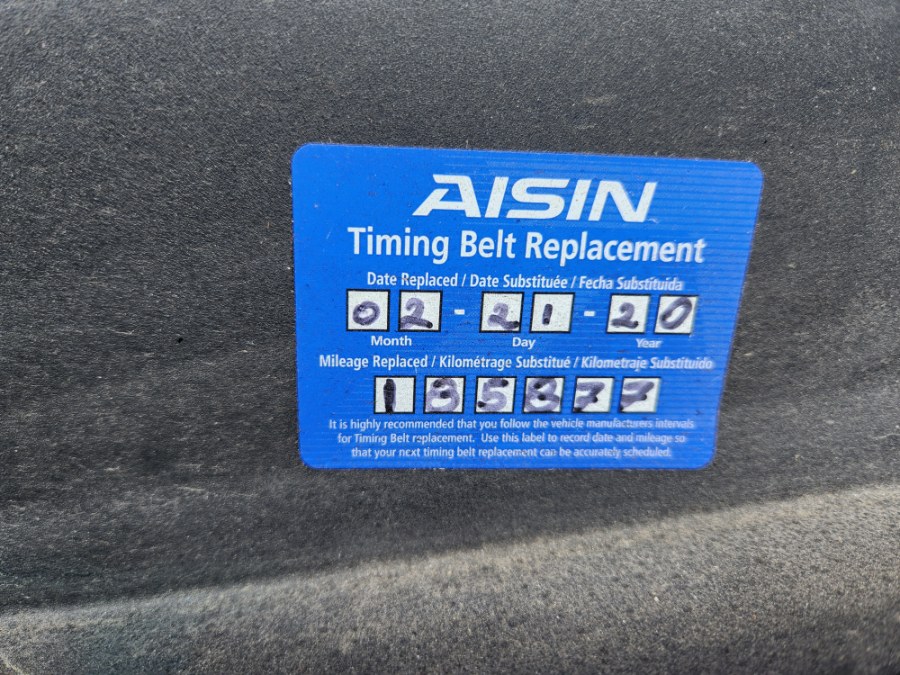 AISIN
Timing Belt Replacement
Date Replaced / Date Substituée / Fecha Substituida
02 - 21 - 20
Month Day Year
Mileage Replaced / Kilométrage Substitué / Kilometraje Substituido
135877
It is highly recommended that you follow the vehicle manufacturers intervals
for Timing Belt replacement. Use this label to record date and mileage so
that your next timing belt replacement can be accurately scheduled.